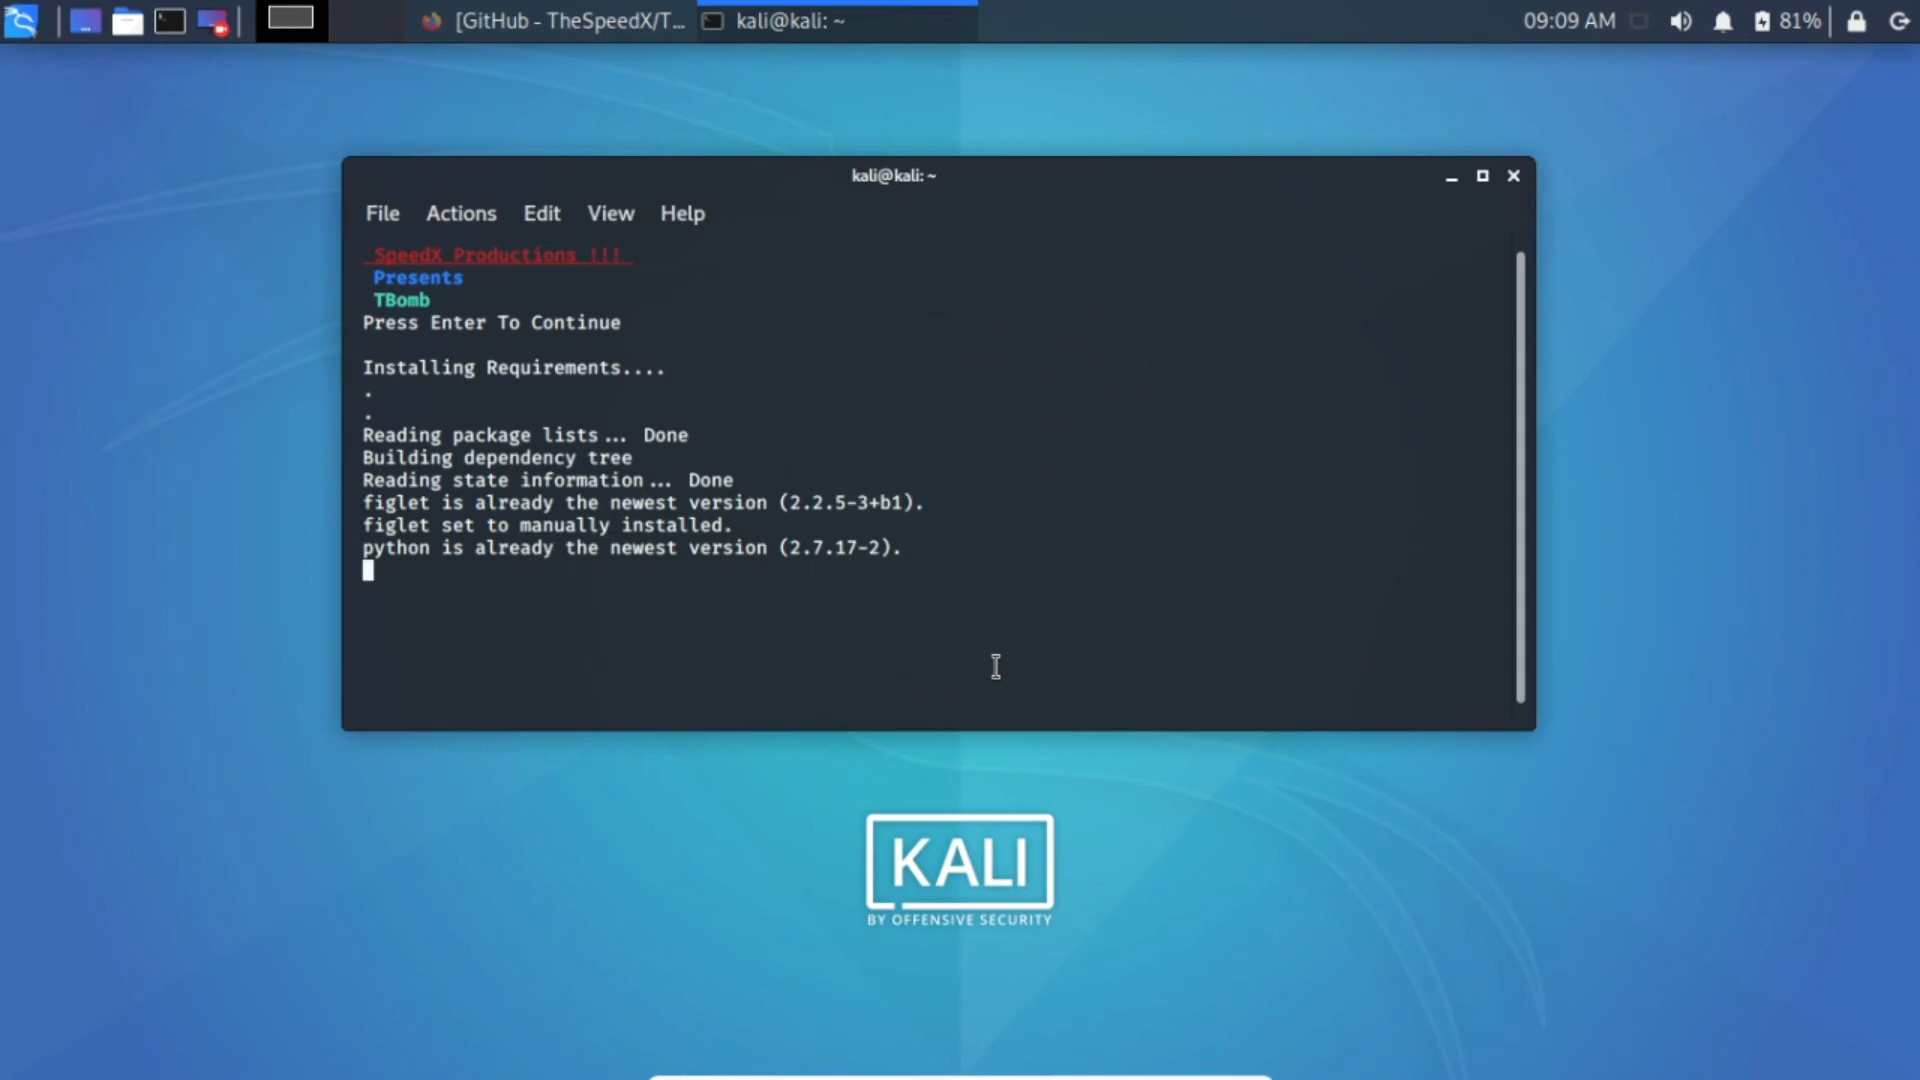 [GitHub - TheSpeedX/T...
kali@kali: ~
09:09 AM
81%
kali@kali: ~
File Actions Edit View Help
SpeedX Productions !!!
Presents
TBomb
Press Enter To Continue
Installing Requirements....
.
.
Reading package lists... Done
Building dependency tree
Reading state information... Done
figlet is already the newest version (2.2.5-3+b1).
figlet set to manually installed.
python is already the newest version (2.7.17-2).
KALI
BY OFFENSIVE SECURITY